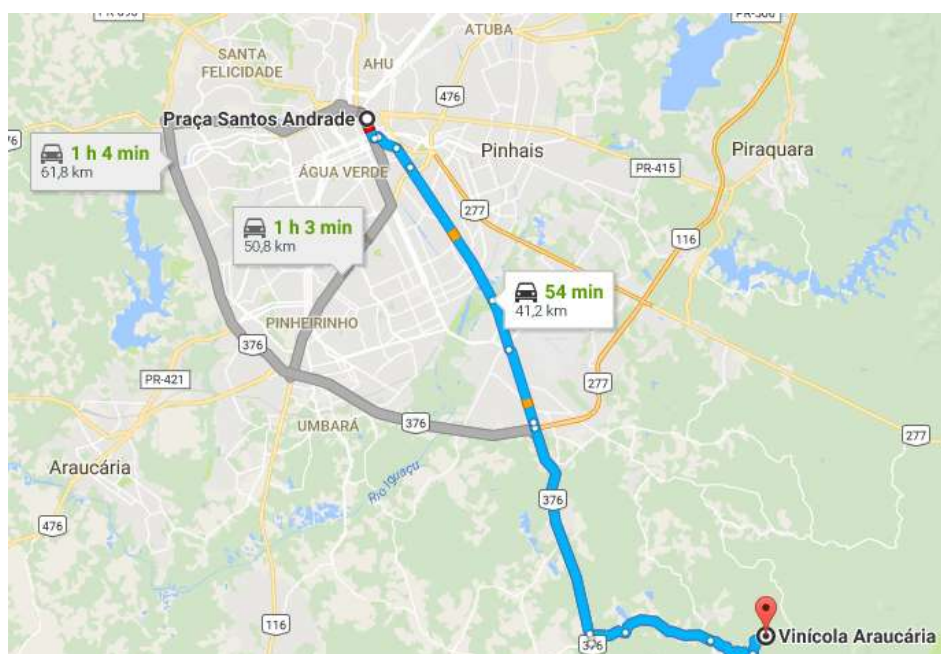 ATUBA
SANTA
FELICIDADE
AHU
476
Praça Santos Andrade
Pinhais
Piraquara
1 h 4 min
61,8 km
ÁGUA VERDE
PR-415
277
1 h 3 min
50,8 km
116
54 min
41,2 km
PINHEIRINHO
376
PR-421
277
UMBARÁ
376
277
Araucária
Rio Iguaçu
376
476
116
376
Vinícola Araucária